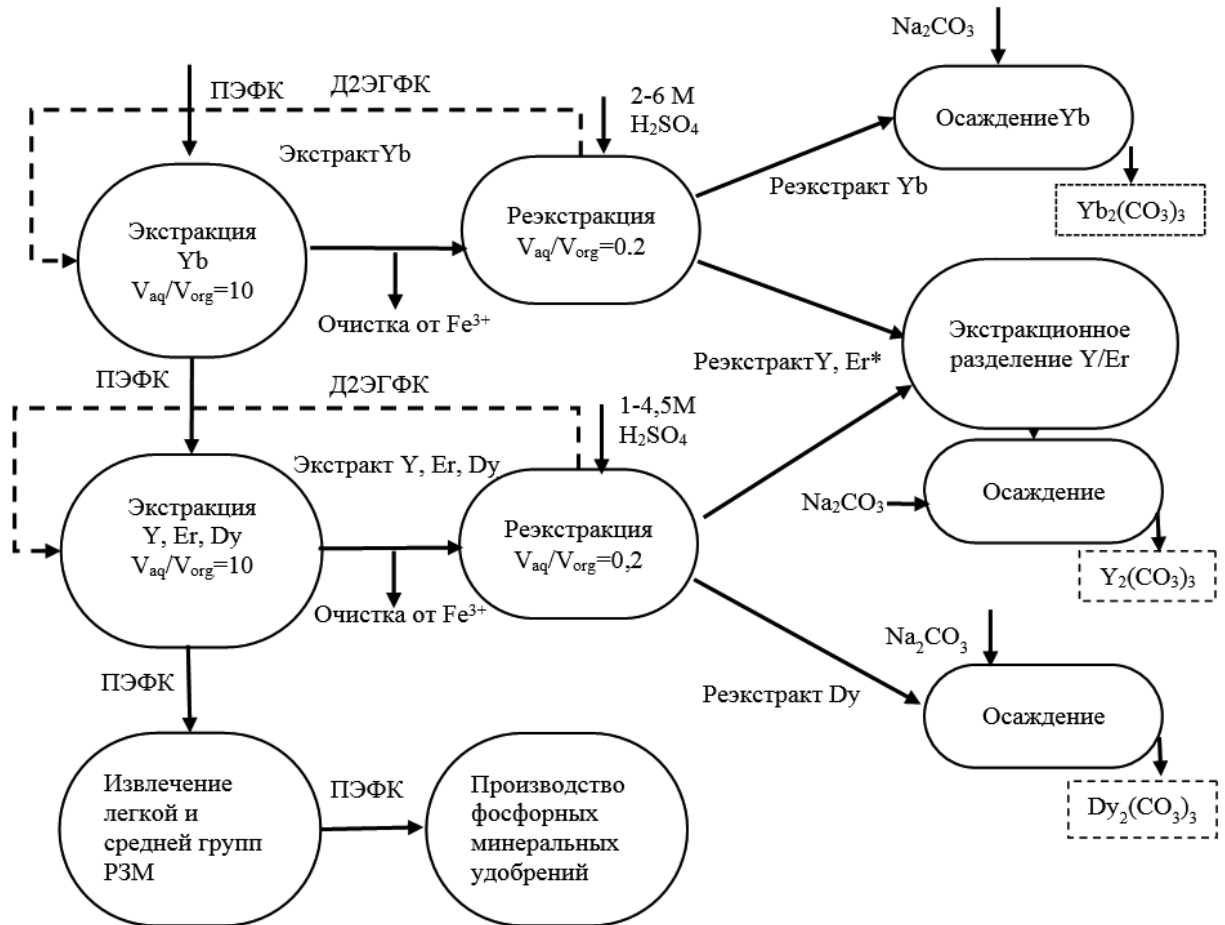 Na₂CO₃
ПЭФК
Д2ЭГФК
2-6 М
H₂SO₄
ОсаждениеYb
ЭкстрактYb
Реэкстракт Yb
Yb₂(CO₃)₃
Экстракция
Yb
Vaq/Vorg=10
Реэкстракция
Vaq/Vorg=0.2
Очистка от Fe³⁺
Экстракционное
разделение Y/Er
РеэкстрактY, Er*
ПЭФК
Д2ЭГФК
1-4,5М
H₂SO₄
Экстракт Y, Er, Dy
Экстракция
Y, Er, Dy
Vaq/Vorg=10
Реэкстракция
Vaq/Vorg=0,2
Na₂CO₃
Осаждение
Y₂(CO₃)₃
Очистка от Fe³⁺
Na₂CO₃
ПЭФК
Реэкстракт Dy
Осаждение
Dy₂(CO₃)₃
Извлечение
легкой и
средней групп
РЗМ
ПЭФК
Производство
фосфорных
минеральных
удобрений